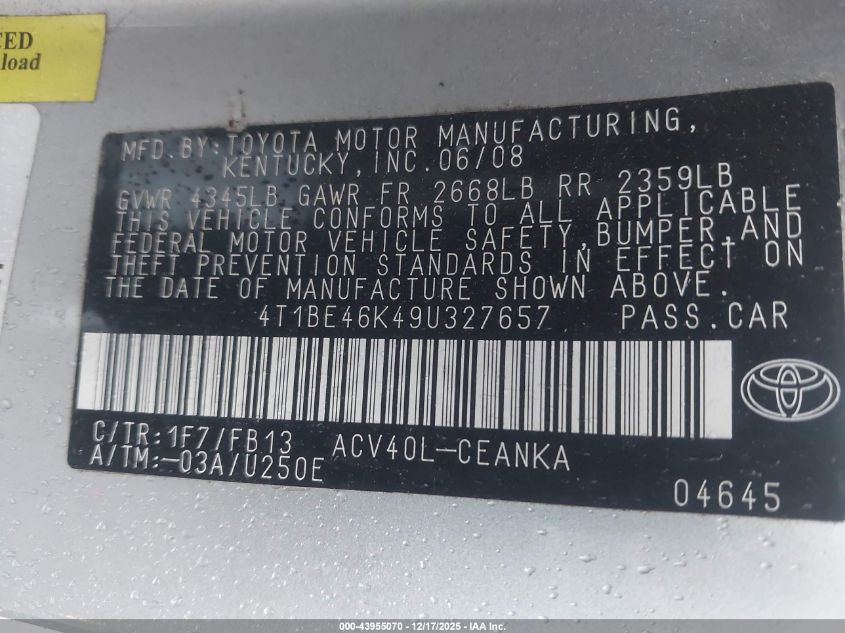 CED
load
MFD.BY:TOYOTA MOTOR MANUFACTURING,
KENTUCKY,INC.06/08
GVWR 4345LB GAWR FR 2668LB RR 2359LB
THIS VEHICLE CONFORMS TO ALL APPLICABLE
FEDERAL MOTOR VEHICLE SAFETY,BUMPER,AND
THEFT PREVENTION STANDARDS IN EFFECT ON
THE DATE OF MANUFACTURE SHOWN ABOVE.
4T1BE46K49U327657 PASS.CAR
C/TR:1F7/FB13 ACV40L-CEANKA
A/TM:-03A/U250E
04645
000-43955070 - 12/17/2025 - IAA Inc.